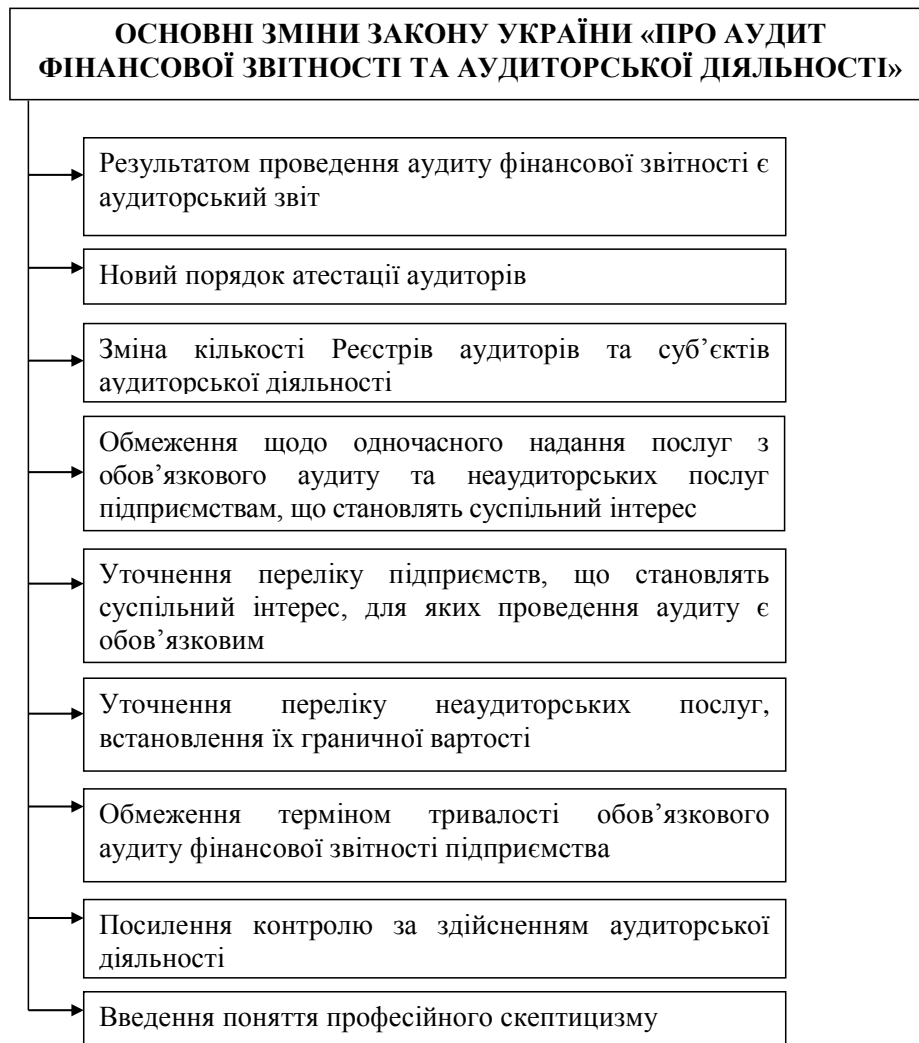 ОСНОВНІ ЗМІНИ ЗАКОНУ УКРАЇНИ «ПРО АУДИТ
ФІНАНСОВОЇ ЗВІТНОСТІ ТА АУДИТОРСЬКОЇ ДІЯЛЬНОСТІ»
Результатом проведення аудиту фінансової звітності є
аудиторський звіт
Новий порядок атестації аудиторів
Зміна кількості Реєстрів аудиторів та суб’єктів
аудиторської діяльності
Обмеження щодо одночасного надання послуг з
обов’язкового аудиту та неаудиторських послуг
підприємствам, що становлять суспільний інтерес
Уточнення переліку підприємств, що становлять
суспільний інтерес, для яких проведення аудиту є
обов’язковим
Уточнення переліку неаудиторських послуг,
встановлення їх граничної вартості
Обмеження терміном тривалості обов’язкового
аудиту фінансової звітності підприємства
Посилення контролю за здійсненням аудиторської
діяльності
Введення поняття професійного скептицизму